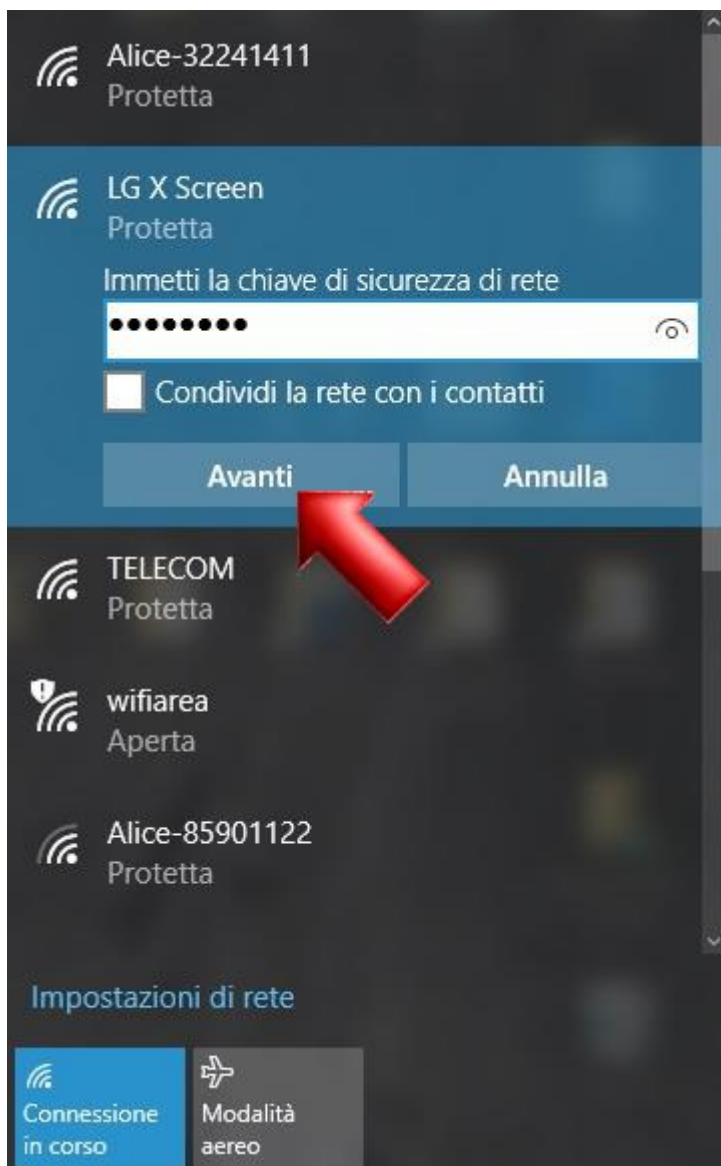 Alice-32241411
Protetta
LG X Screen
Protetta
Immetti la chiave di sicurezza di rete
••••••••
Condividi la rete con i contatti
Avanti Annulla
TELECOM
Protetta
wifiarea
Aperta
Alice-85901122
Protetta
Impostazioni di rete
Connessione
in corso
Modalità
aereo